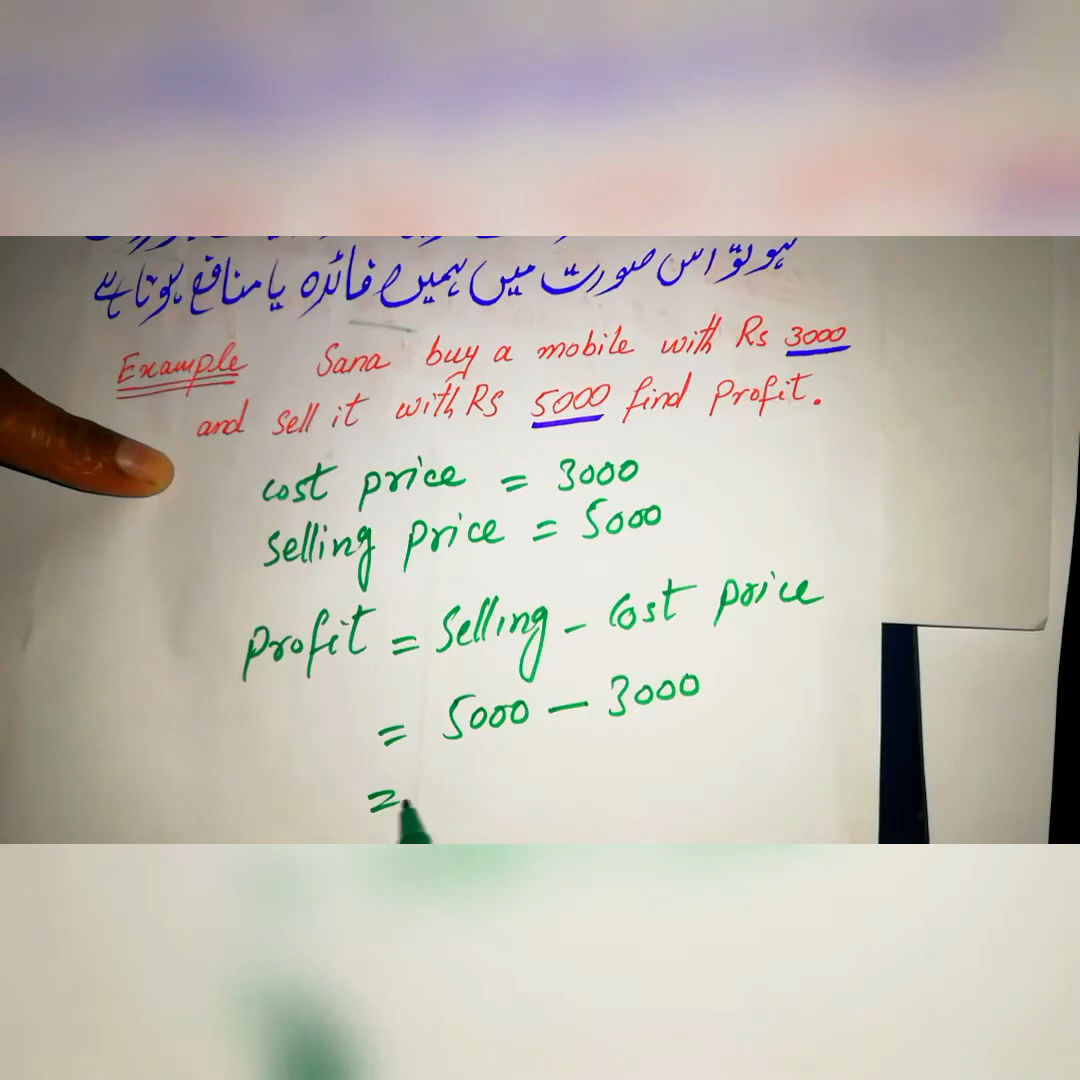 ہو تو اس صورت میں ہمیں فائدہ یا منافع ہوتا ہے
Example Sana buy a mobile with Rs 3000
and sell it with Rs 5000 find profit.
cost price = 3000
selling price = 5000
profit = selling - cost price
= 5000 - 3000
=